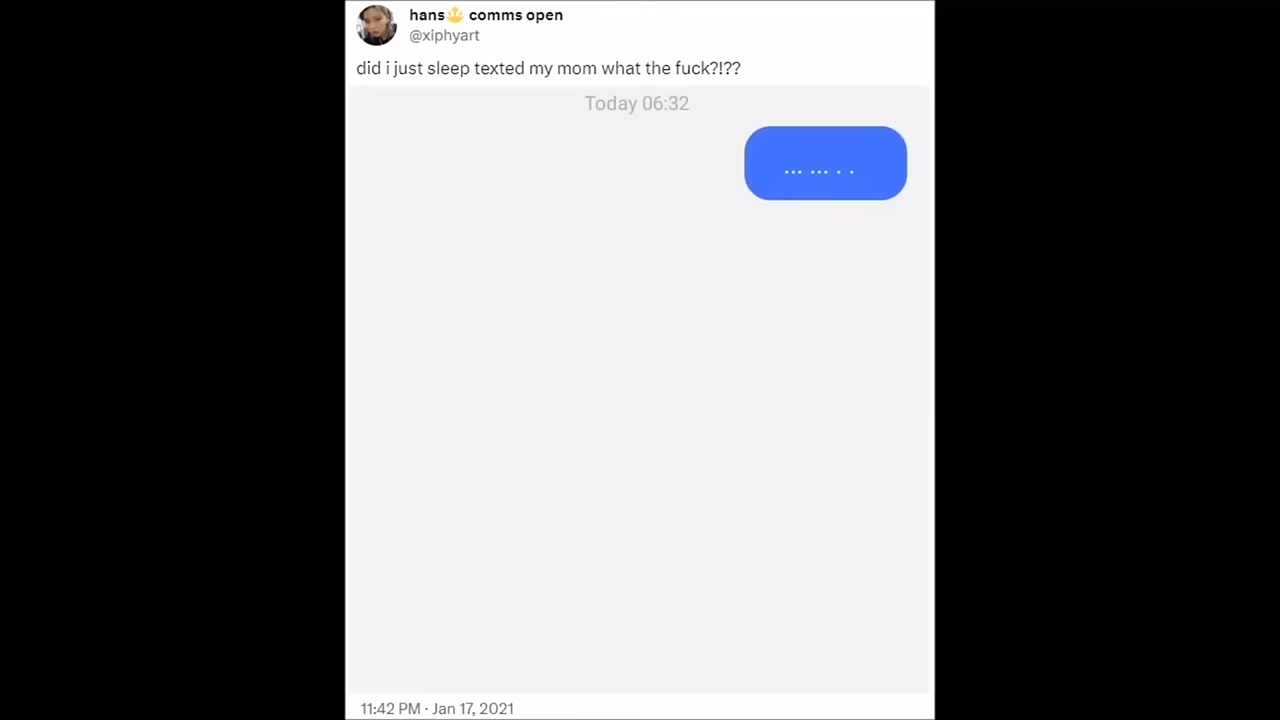 hans comms open
@xiphyart
did i just sleep texted my mom what the fuck?!??
Today 06:32
... ... . .
11:42 PM · Jan 17, 2021